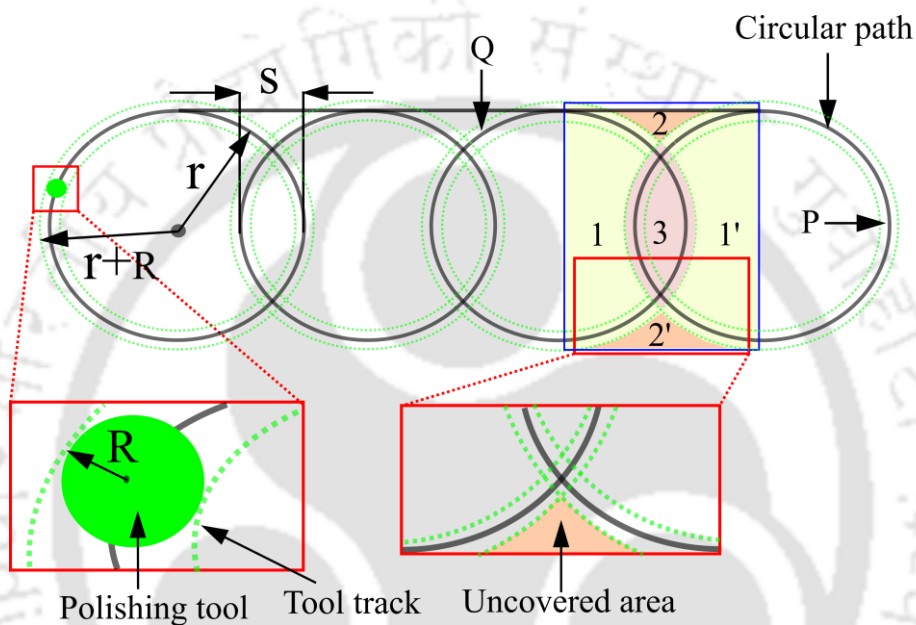 Circular path
Q
S
2
r
1
3
1'
P
r+R
2'
R
Polishing tool
Tool track
Uncovered area